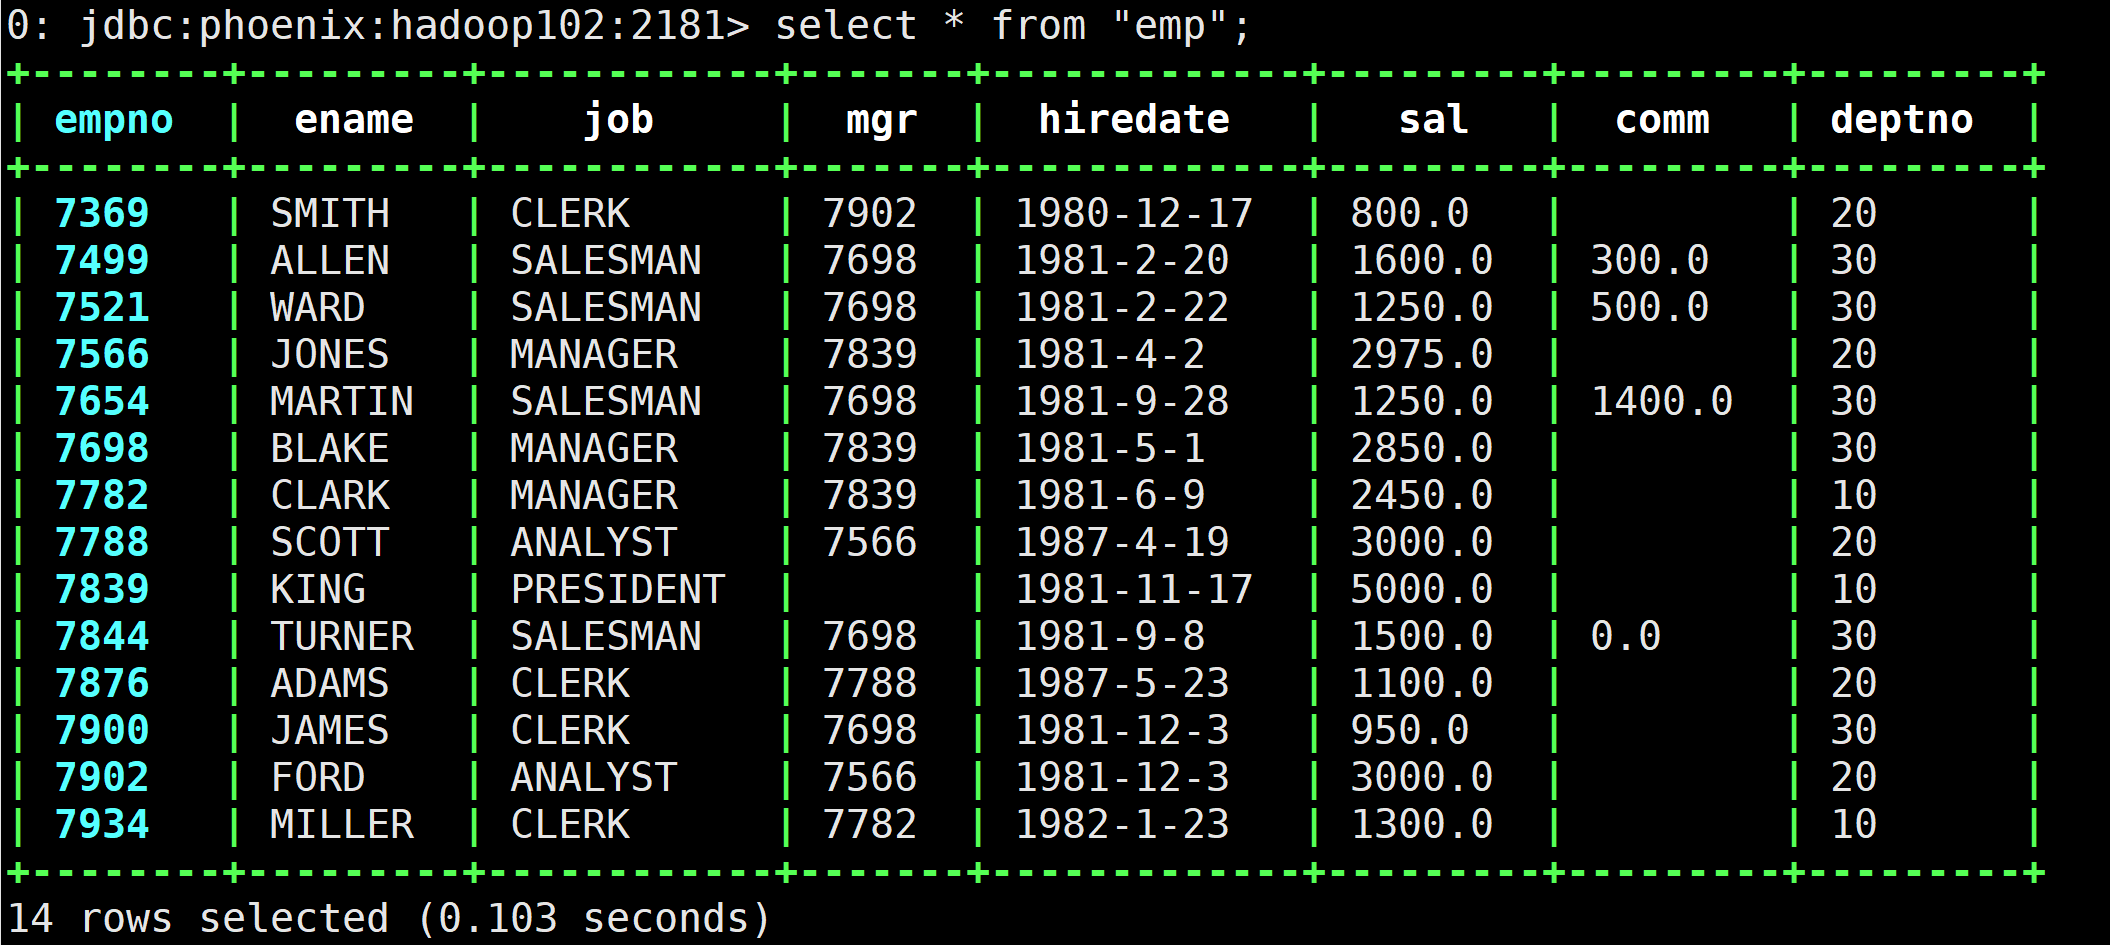 0: jdbc:phoenix:hadoop102:2181> select * from "emp";
+--------+---------+------------+-------+-------------+---------+---------+---------+
| empno  |  ename  |    job     |  mgr  |  hiredate   |   sal   |  comm   | deptno  |
+--------+---------+------------+-------+-------------+---------+---------+---------+
| 7369   | SMITH   | CLERK      | 7902  | 1980-12-17  | 800.0   |         | 20      |
| 7499   | ALLEN   | SALESMAN   | 7698  | 1981-2-20   | 1600.0  | 300.0   | 30      |
| 7521   | WARD    | SALESMAN   | 7698  | 1981-2-22   | 1250.0  | 500.0   | 30      |
| 7566   | JONES   | MANAGER    | 7839  | 1981-4-2    | 2975.0  |         | 20      |
| 7654   | MARTIN  | SALESMAN   | 7698  | 1981-9-28   | 1250.0  | 1400.0  | 30      |
| 7698   | BLAKE   | MANAGER    | 7839  | 1981-5-1    | 2850.0  |         | 30      |
| 7782   | CLARK   | MANAGER    | 7839  | 1981-6-9    | 2450.0  |         | 10      |
| 7788   | SCOTT   | ANALYST    | 7566  | 1987-4-19   | 3000.0  |         | 20      |
| 7839   | KING    | PRESIDENT  |       | 1981-11-17  | 5000.0  |         | 10      |
| 7844   | TURNER  | SALESMAN   | 7698  | 1981-9-8    | 1500.0  | 0.0     | 30      |
| 7876   | ADAMS   | CLERK      | 7788  | 1987-5-23   | 1100.0  |         | 20      |
| 7900   | JAMES   | CLERK      | 7698  | 1981-12-3   | 950.0   |         | 30      |
| 7902   | FORD    | ANALYST    | 7566  | 1981-12-3   | 3000.0  |         | 20      |
| 7934   | MILLER  | CLERK      | 7782  | 1982-1-23   | 1300.0  |         | 10      |
+--------+---------+------------+-------+-------------+---------+---------+---------+
14 rows selected (0.103 seconds)